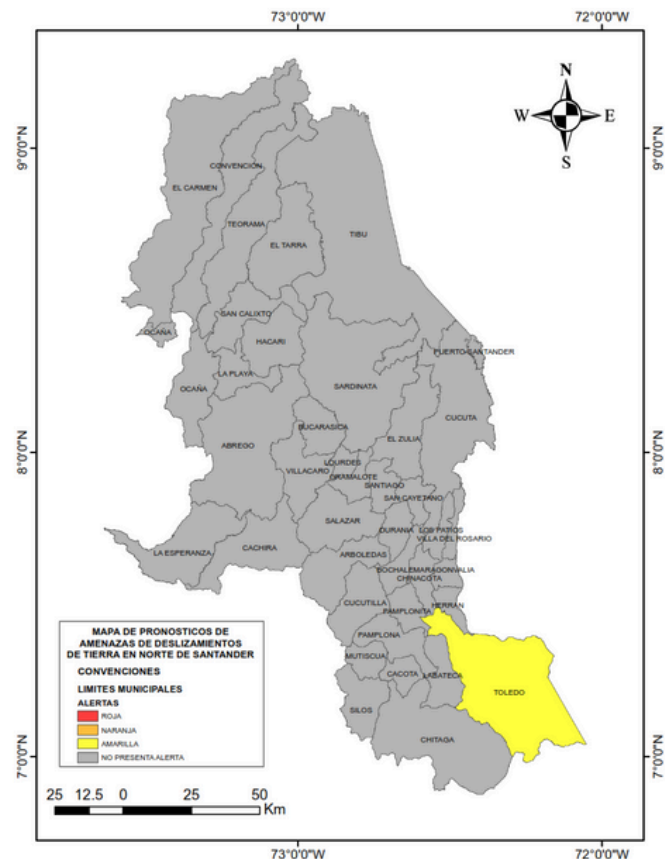 73°0'0"W 72°0'0"W
N
W E
S
9°0'0"N 9°0'0"N
CONVENCIÓN
EL CARMEN
TEORAMA
TIBU
EL TARRA
SAN CALIXTO
OCAÑA
HACARI
PUERTO SANTANDER
LA PLAYA
OCAÑA
SARDINATA
CUCUTA
BUCARASICA
ABREGO
EL ZULIA
8°0'0"N 8°0'0"N
LOURDES
VILLACARO
GRAMALOTE
SANTIAGO
SAN CAYETANO
SALAZAR
DURANIA
LOS PATIOS
VILLA DEL ROSARIO
LA ESPERANZA
CACHIRA
ARBOLEDAS
BOCHALEMA
RAGONVALIA
CHINACOTA
CUCUTILLA
PAMPLONITA
HERRAN
PAMPLONA
MUTISCUA
CACOTA
LABATECA
TOLEDO
SILOS
CHITAGA
7°0'0"N 7°0'0"N
MAPA DE PRONOSTICOS DE
AMENAZAS DE DESLIZAMIENTOS
DE TIERRA EN NORTE DE SANTANDER
CONVENCIONES
LIMITES MUNICIPALES
ALERTAS
ROJA
NARANJA
AMARILLA
NO PRESENTA ALERTA
25 12.5 0 25 50
Km
73°0'0"W 72°0'0"W